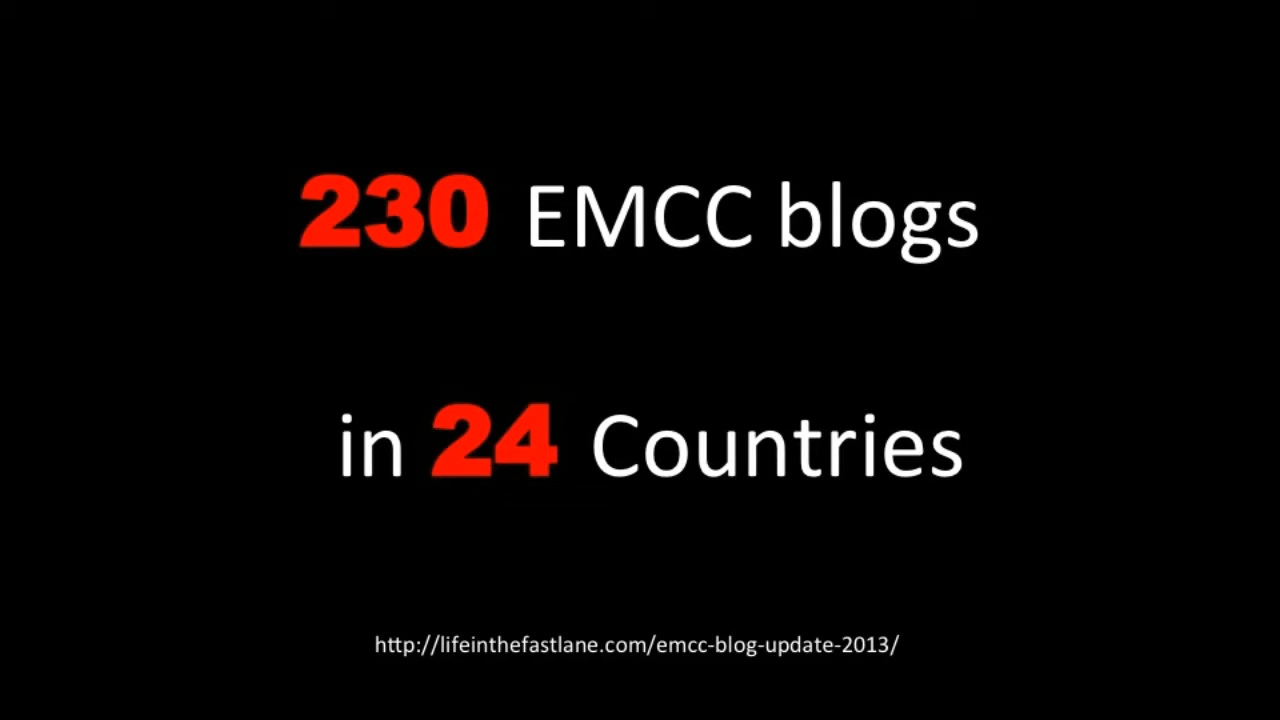 230 EMCC blogs
in 24 Countries
http://lifeinthefastlane.com/emcc-blog-update-2013/